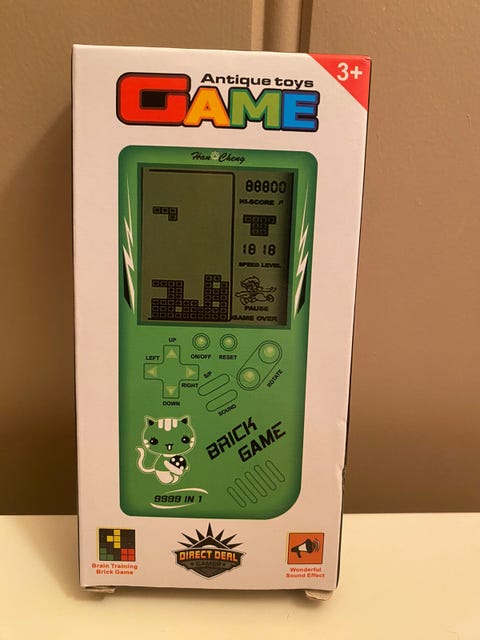 Antique toys
GAME
3+
Han Cheng
88800
HI-SCORE
18 18
SPEED LEVEL
PAUSE
GAME OVER
UP
LEFT
RIGHT
DOWN
ON/OFF
RESET
S/P
SOUND
ROTATE
BRICK
GAME
9999 IN 1
Brain Training
Brick Game
DIRECT DEAL
GAMES
Wonderful
Sound Effect